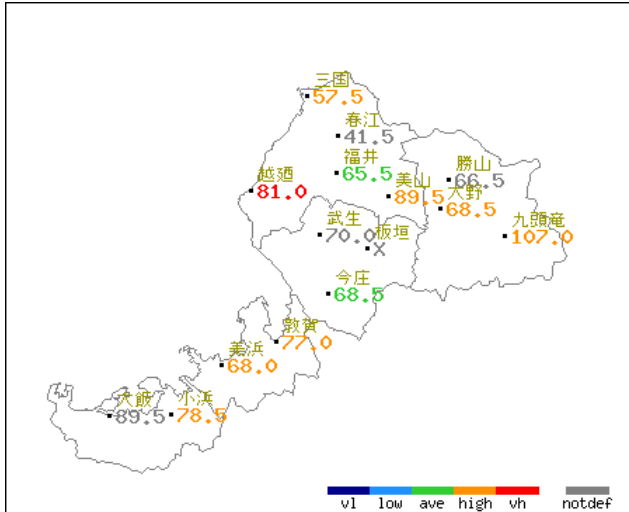 三国
57.5
春江
41.5
福井
65.5
越廼
81.0
美山
89.5
勝山
66.5
大野
68.5
九頭竜
107.0
武生
70.0
板垣
X
今庄
68.5
敦賀
77.0
美浜
68.0
大飯
89.5
小浜
78.5
vl low ave high vh notdef